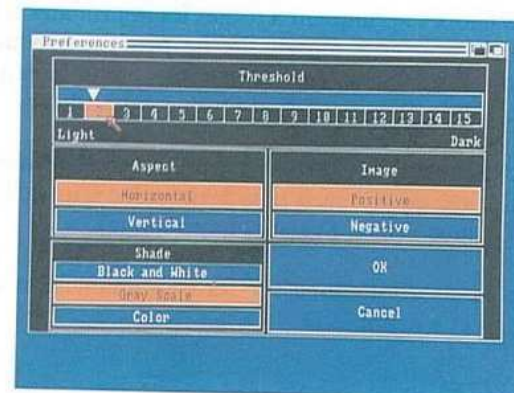 Preferences
Threshold
1 2 3 4 5 6 7 8 9 10 11 12 13 14 15
Light Dark
Aspect
Horizontal
Vertical
Image
Positive
Negative
Shade
Black and White
Gray Scale
Color
OK
Cancel